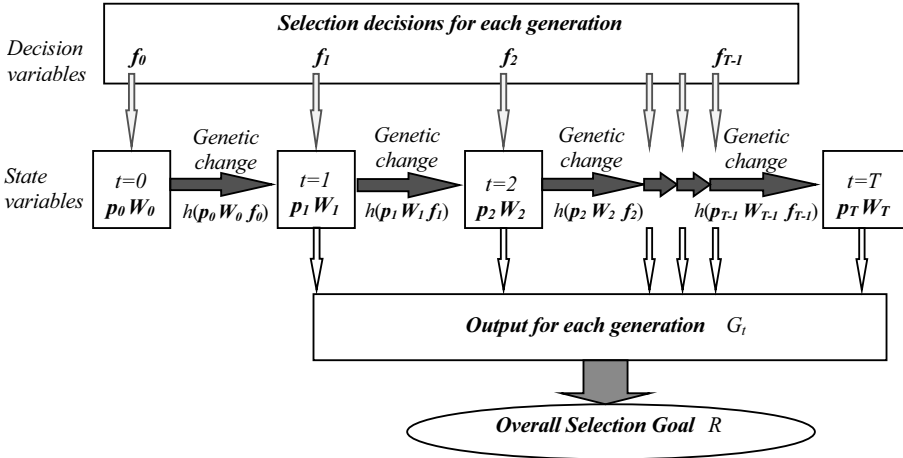 Selection decisions for each generation
Decision
variables
f0 f1 f2 fT-1
Genetic
change
Genetic
change
Genetic
change
Genetic
change
State
variables
t=0
p0 W0
h(p0 W0 f0)
t=1
p1 W1
h(p1 W1 f1)
t=2
p2 W2
h(p2 W2 f2)
h(pT-1 WT-1 fT-1)
t=T
pT WT
Output for each generation Gt
Overall Selection Goal R